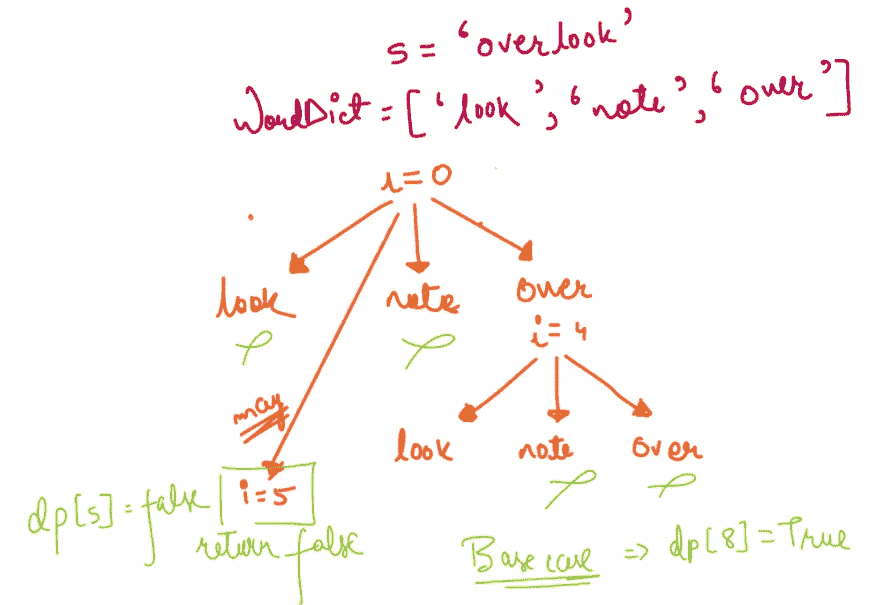 s = 'overlook'
WordDict = ['look', 'note', 'over']
i = 0
look note over
i = 4
may
look note over
i = 5
dp[5] = false
return false
Base case => dp[8] = True